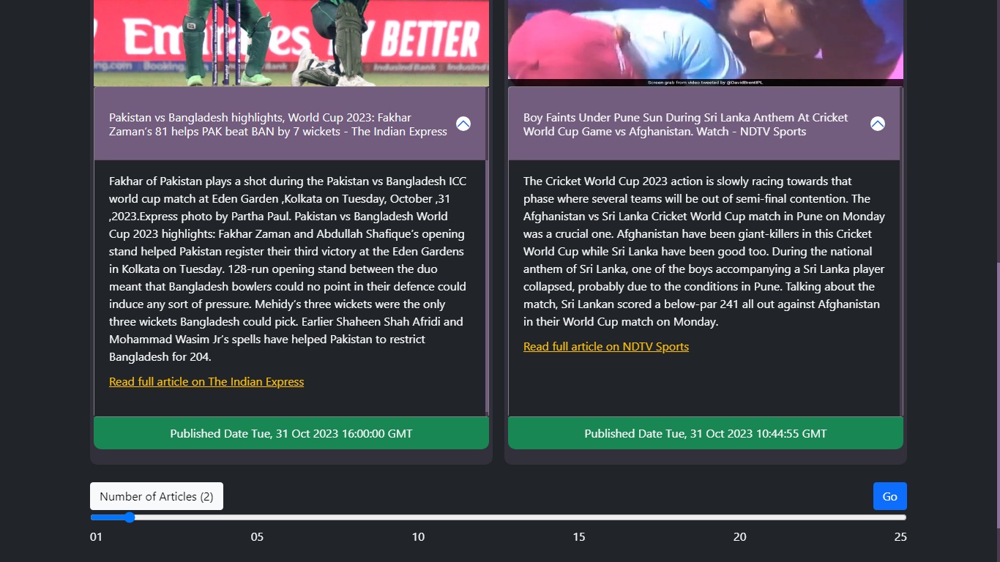 Emirates
FLY BETTER
ng.com
Booking.
IndusInd Bank
IndusInd
Screen grab from video tweeted by @DavidBrentIPL
Pakistan vs Bangladesh highlights, World Cup 2023: Fakhar
Zaman’s 81 helps PAK beat BAN by 7 wickets - The Indian Express
Boy Faints Under Pune Sun During Sri Lanka Anthem At Cricket
World Cup Game vs Afghanistan. Watch - NDTV Sports
Fakhar of Pakistan plays a shot during the Pakistan vs Bangladesh ICC
world cup match at Eden Garden ,Kolkata on Tuesday, October ,31
,2023.Express photo by Partha Paul. Pakistan vs Bangladesh World
Cup 2023 highlights: Fakhar Zaman and Abdullah Shafique’s opening
stand helped Pakistan register their third victory at the Eden Gardens
in Kolkata on Tuesday. 128-run opening stand between the duo
meant that Bangladesh bowlers could no point in their defence could
induce any sort of pressure. Mehidy’s three wickets were the only
three wickets Bangladesh could pick. Earlier Shaheen Shah Afridi and
Mohammad Wasim Jr’s spells have helped Pakistan to restrict
Bangladesh for 204.
Read full article on The Indian Express
Published Date Tue, 31 Oct 2023 16:00:00 GMT
The Cricket World Cup 2023 action is slowly racing towards that
phase where several teams will be out of semi-final contention. The
Afghanistan vs Sri Lanka Cricket World Cup match in Pune on Monday
was a crucial one. Afghanistan have been giant-killers in this Cricket
World Cup while Sri Lanka have been good too. During the national
anthem of Sri Lanka, one of the boys accompanying a Sri Lanka player
collapsed, probably due to the conditions in Pune. Talking about the
match, Sri Lankan scored a below-par 241 all out against Afghanistan
in their World Cup match on Monday.
Read full article on NDTV Sports
Published Date Tue, 31 Oct 2023 10:44:55 GMT
Number of Articles (2)
Go
01 05 10 15 20 25